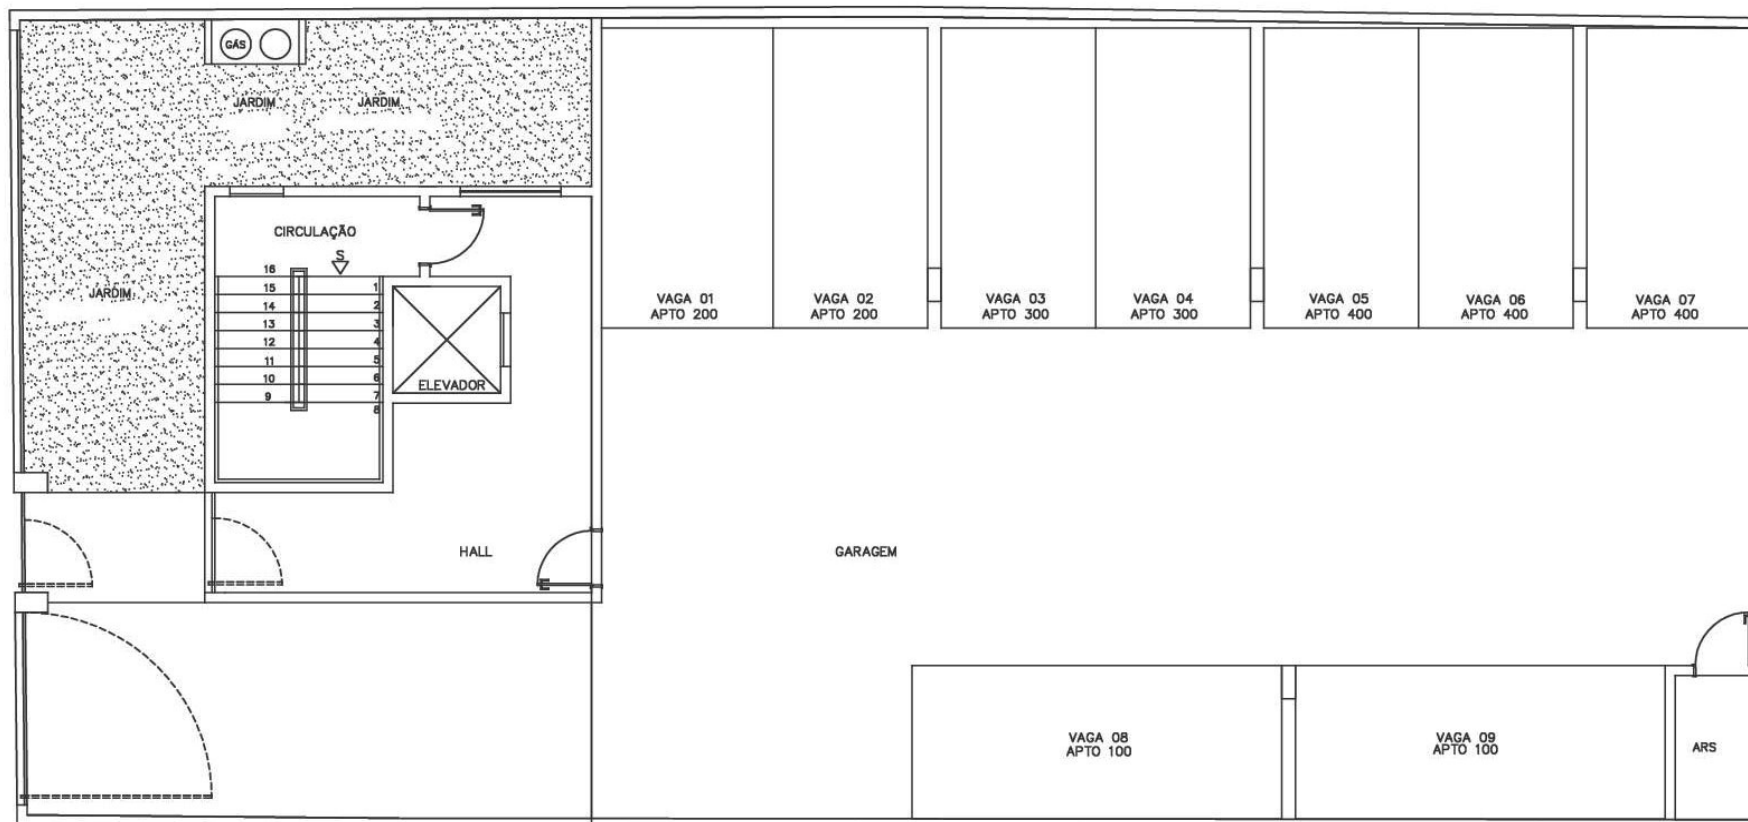 GÁS
JARDIM
JARDIM
CIRCULAÇÃO
S
16
15
14
13
12
11
10
9
1
2
3
4
5
6
7
8
JARDIM
ELEVADOR
VAGA 01
APTO 200
VAGA 02
APTO 200
VAGA 03
APTO 300
VAGA 04
APTO 300
VAGA 05
APTO 400
VAGA 06
APTO 400
VAGA 07
APTO 400
HALL
GARAGEM
VAGA 08
APTO 100
VAGA 09
APTO 100
ARS